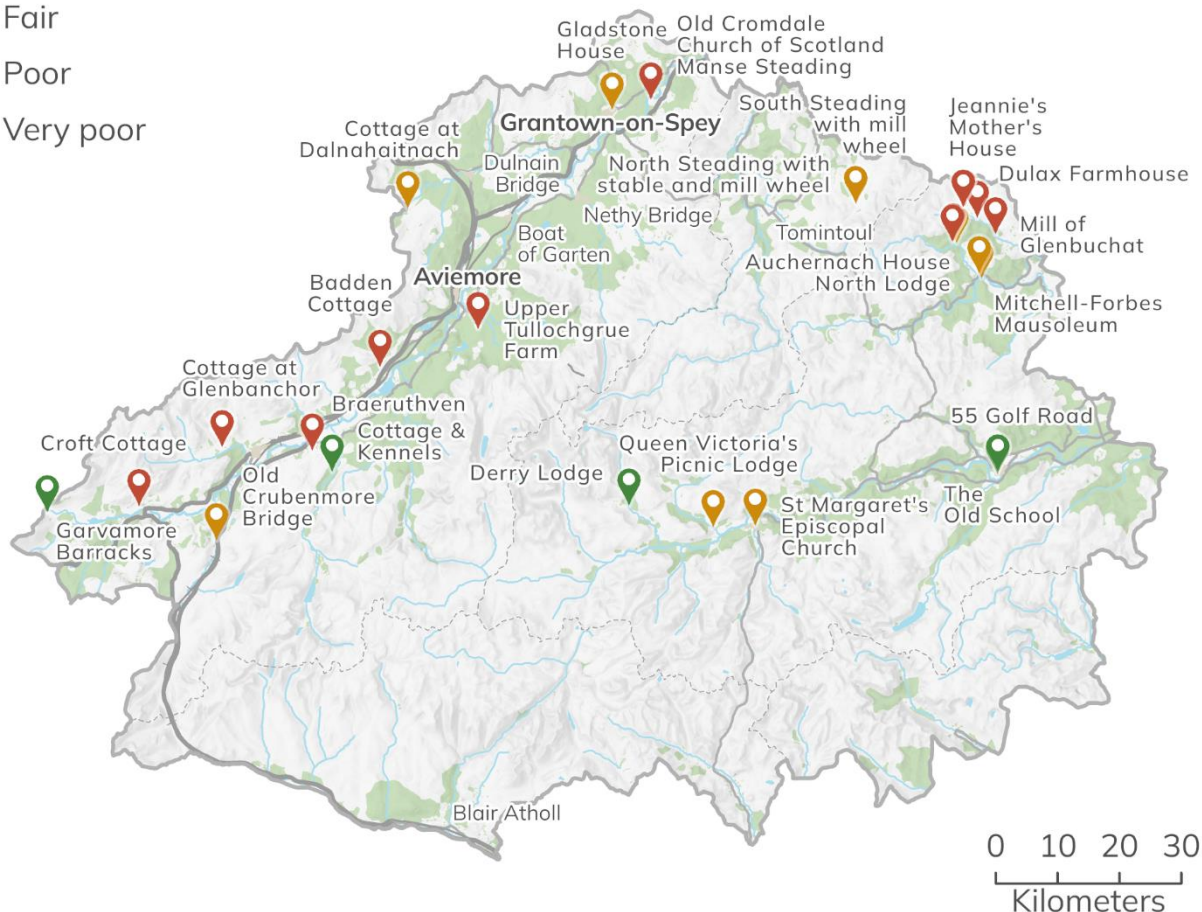 Fair
Poor
Very poor
Gladstone
House
Old Cromdale
Church of Scotland
Manse Steading
Grantown-on-Spey
Cottage at
Dalnahaitnach
Dulnain
Bridge
South Steading
with mill
wheel
North Steading with
stable and mill wheel
Jeannie's
Mother's
House
Dulax Farmhouse
Nethy Bridge
Tomintoul
Mill of
Glenbuchat
Boat
of Garten
Auchernach House
North Lodge
Aviemore
Badden
Cottage
Upper
Tullochgrue
Farm
Mitchell-Forbes
Mausoleum
Cottage at
Glenbanchor
Braeruthven
Cottage &
Kennels
Croft Cottage
55 Golf Road
Queen Victoria's
Picnic Lodge
Derry Lodge
Old
Crubenmore
Bridge
Garvamore
Barracks
St Margaret's
Episcopal
Church
The
Old School
Blair Atholl
0 10 20 30
Kilometers